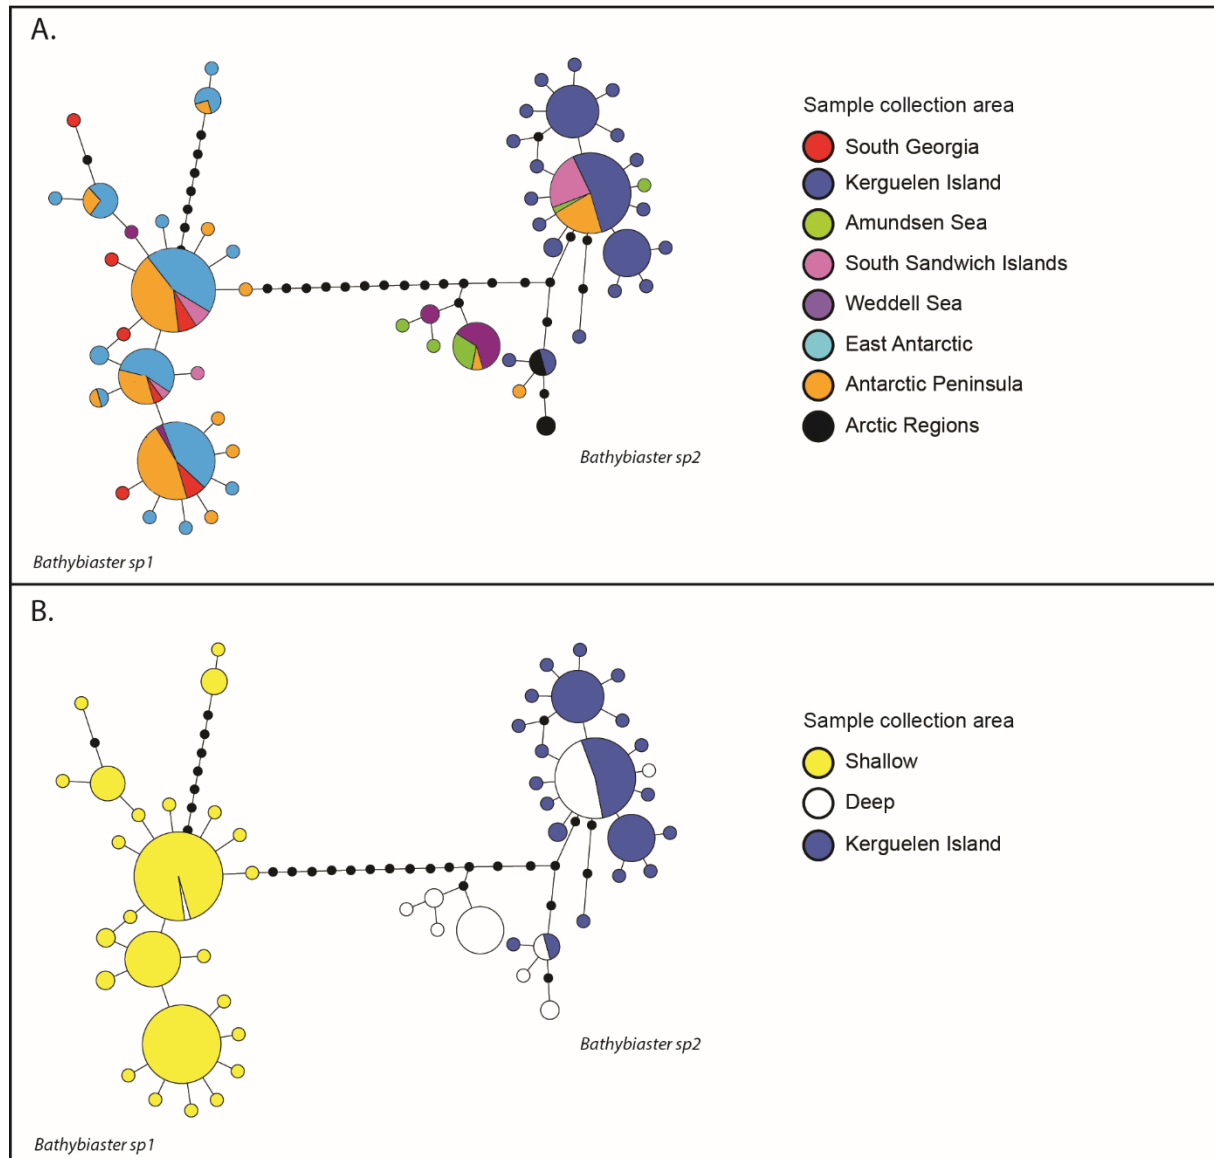 A.
Sample collection area
South Georgia
Kerguelen Island
Amundsen Sea
South Sandwich Islands
Weddell Sea
East Antarctic
Antarctic Peninsula
Arctic Regions
Bathybiaster sp2
Bathybiaster sp1
B.
Sample collection area
Shallow
Deep
Kerguelen Island
Bathybiaster sp2
Bathybiaster sp1